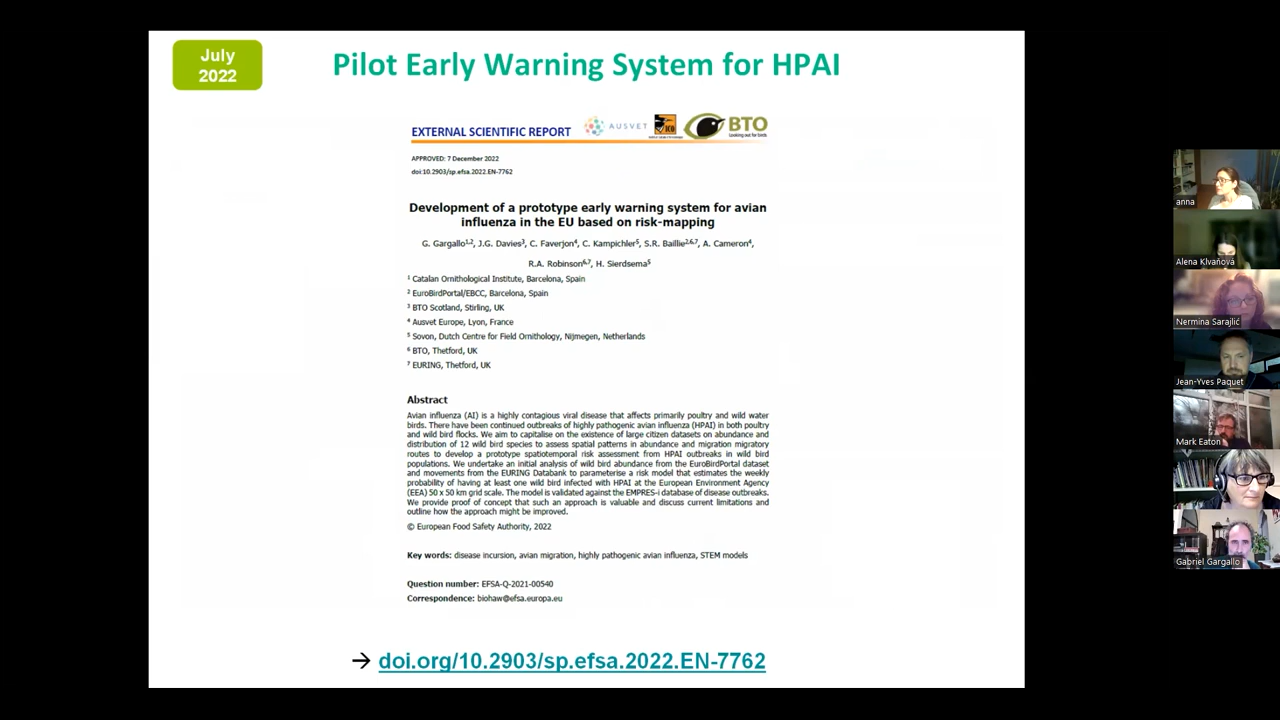 July
2022
Pilot Early Warning System for HPAI
EXTERNAL SCIENTIFIC REPORT
AUSVET
ICO
BTO
Looking out for birds
APPROVED: 7 December 2022
doi:10.2903/sp.efsa.2022.EN-7762
Development of a prototype early warning system for avian
influenza in the EU based on risk-mapping
G. Gargallo1,2, J.G. Davies3, C. Faverjon4, C. Kampichler5, S.R. Baillie2,6,7, A. Cameron4,
R.A. Robinson6,7, H. Sierdsema5
1 Catalan Ornithological Institute, Barcelona, Spain
2 EuroBirdPortal/EBCC, Barcelona, Spain
3 BTO Scotland, Stirling, UK
4 Ausvet Europe, Lyon, France
5 Sovon, Dutch Centre for Field Ornithology, Nijmegen, Netherlands
6 BTO, Thetford, UK
7 EURING, Thetford, UK
Abstract
Avian influenza (AI) is a highly contagious viral disease that affects primarily poultry and wild water
birds. There have been continued outbreaks of highly pathogenic avian influenza (HPAI) in both poultry
and wild bird flocks. We aim to capitalise on the existence of large citizen datasets on abundance and
distribution of 12 wild bird species to assess spatial patterns in abundance and migration migratory
routes to develop a prototype spatiotemporal risk assessment from HPAI outbreaks in wild bird
populations. We undertake an initial analysis of wild bird abundance from the EuroBirdPortal dataset
and movements from the EURING Databank to parameterise a risk model that estimates the weekly
probability of having at least one wild bird infected with HPAI at the European Environment Agency
(EEA) 50 x 50 km grid scale. The model is validated against the EMPRES-i database of disease outbreaks.
We provide proof of concept that such an approach is valuable and discuss current limitations and
outline how the approach might be improved.
© European Food Safety Authority, 2022
Key words: disease incursion, avian migration, highly pathogenic avian influenza, STEM models
Question number: EFSA-Q-2021-00540
Correspondence: biohaw@efsa.europa.eu
→ doi.org/10.2903/sp.efsa.2022.EN-7762
anna
Alena Klvaňová
Nermina Sarajlić
Jean-Yves Paquet
Mark Eaton
Gabriel Gargallo